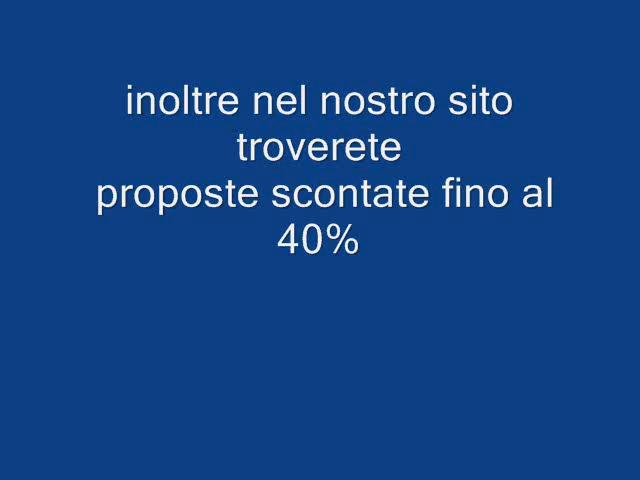 inoltre nel nostro sito
troverete
proposte scontate fino al
40%